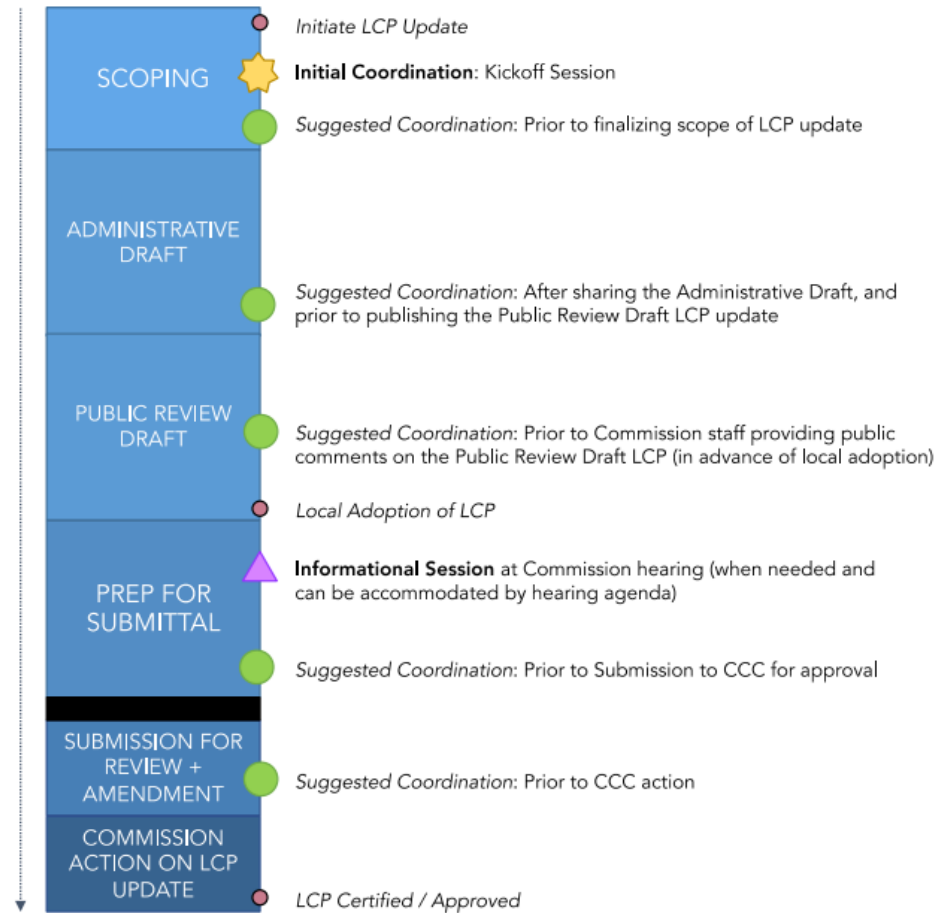 Initiate LCP Update
SCOPING
Initial Coordination: Kickoff Session
Suggested Coordination: Prior to finalizing scope of LCP update
ADMINISTRATIVE
DRAFT
Suggested Coordination: After sharing the Administrative Draft, and
prior to publishing the Public Review Draft LCP update
PUBLIC REVIEW
DRAFT
Suggested Coordination: Prior to Commission staff providing public
comments on the Public Review Draft LCP (in advance of local adoption)
Local Adoption of LCP
PREP FOR
SUBMITTAL
Informational Session at Commission hearing (when needed and
can be accommodated by hearing agenda)
Suggested Coordination: Prior to Submission to CCC for approval
SUBMISSION FOR
REVIEW +
AMENDMENT
Suggested Coordination: Prior to CCC action
COMMISSION
ACTION ON LCP
UPDATE
LCP Certified / Approved